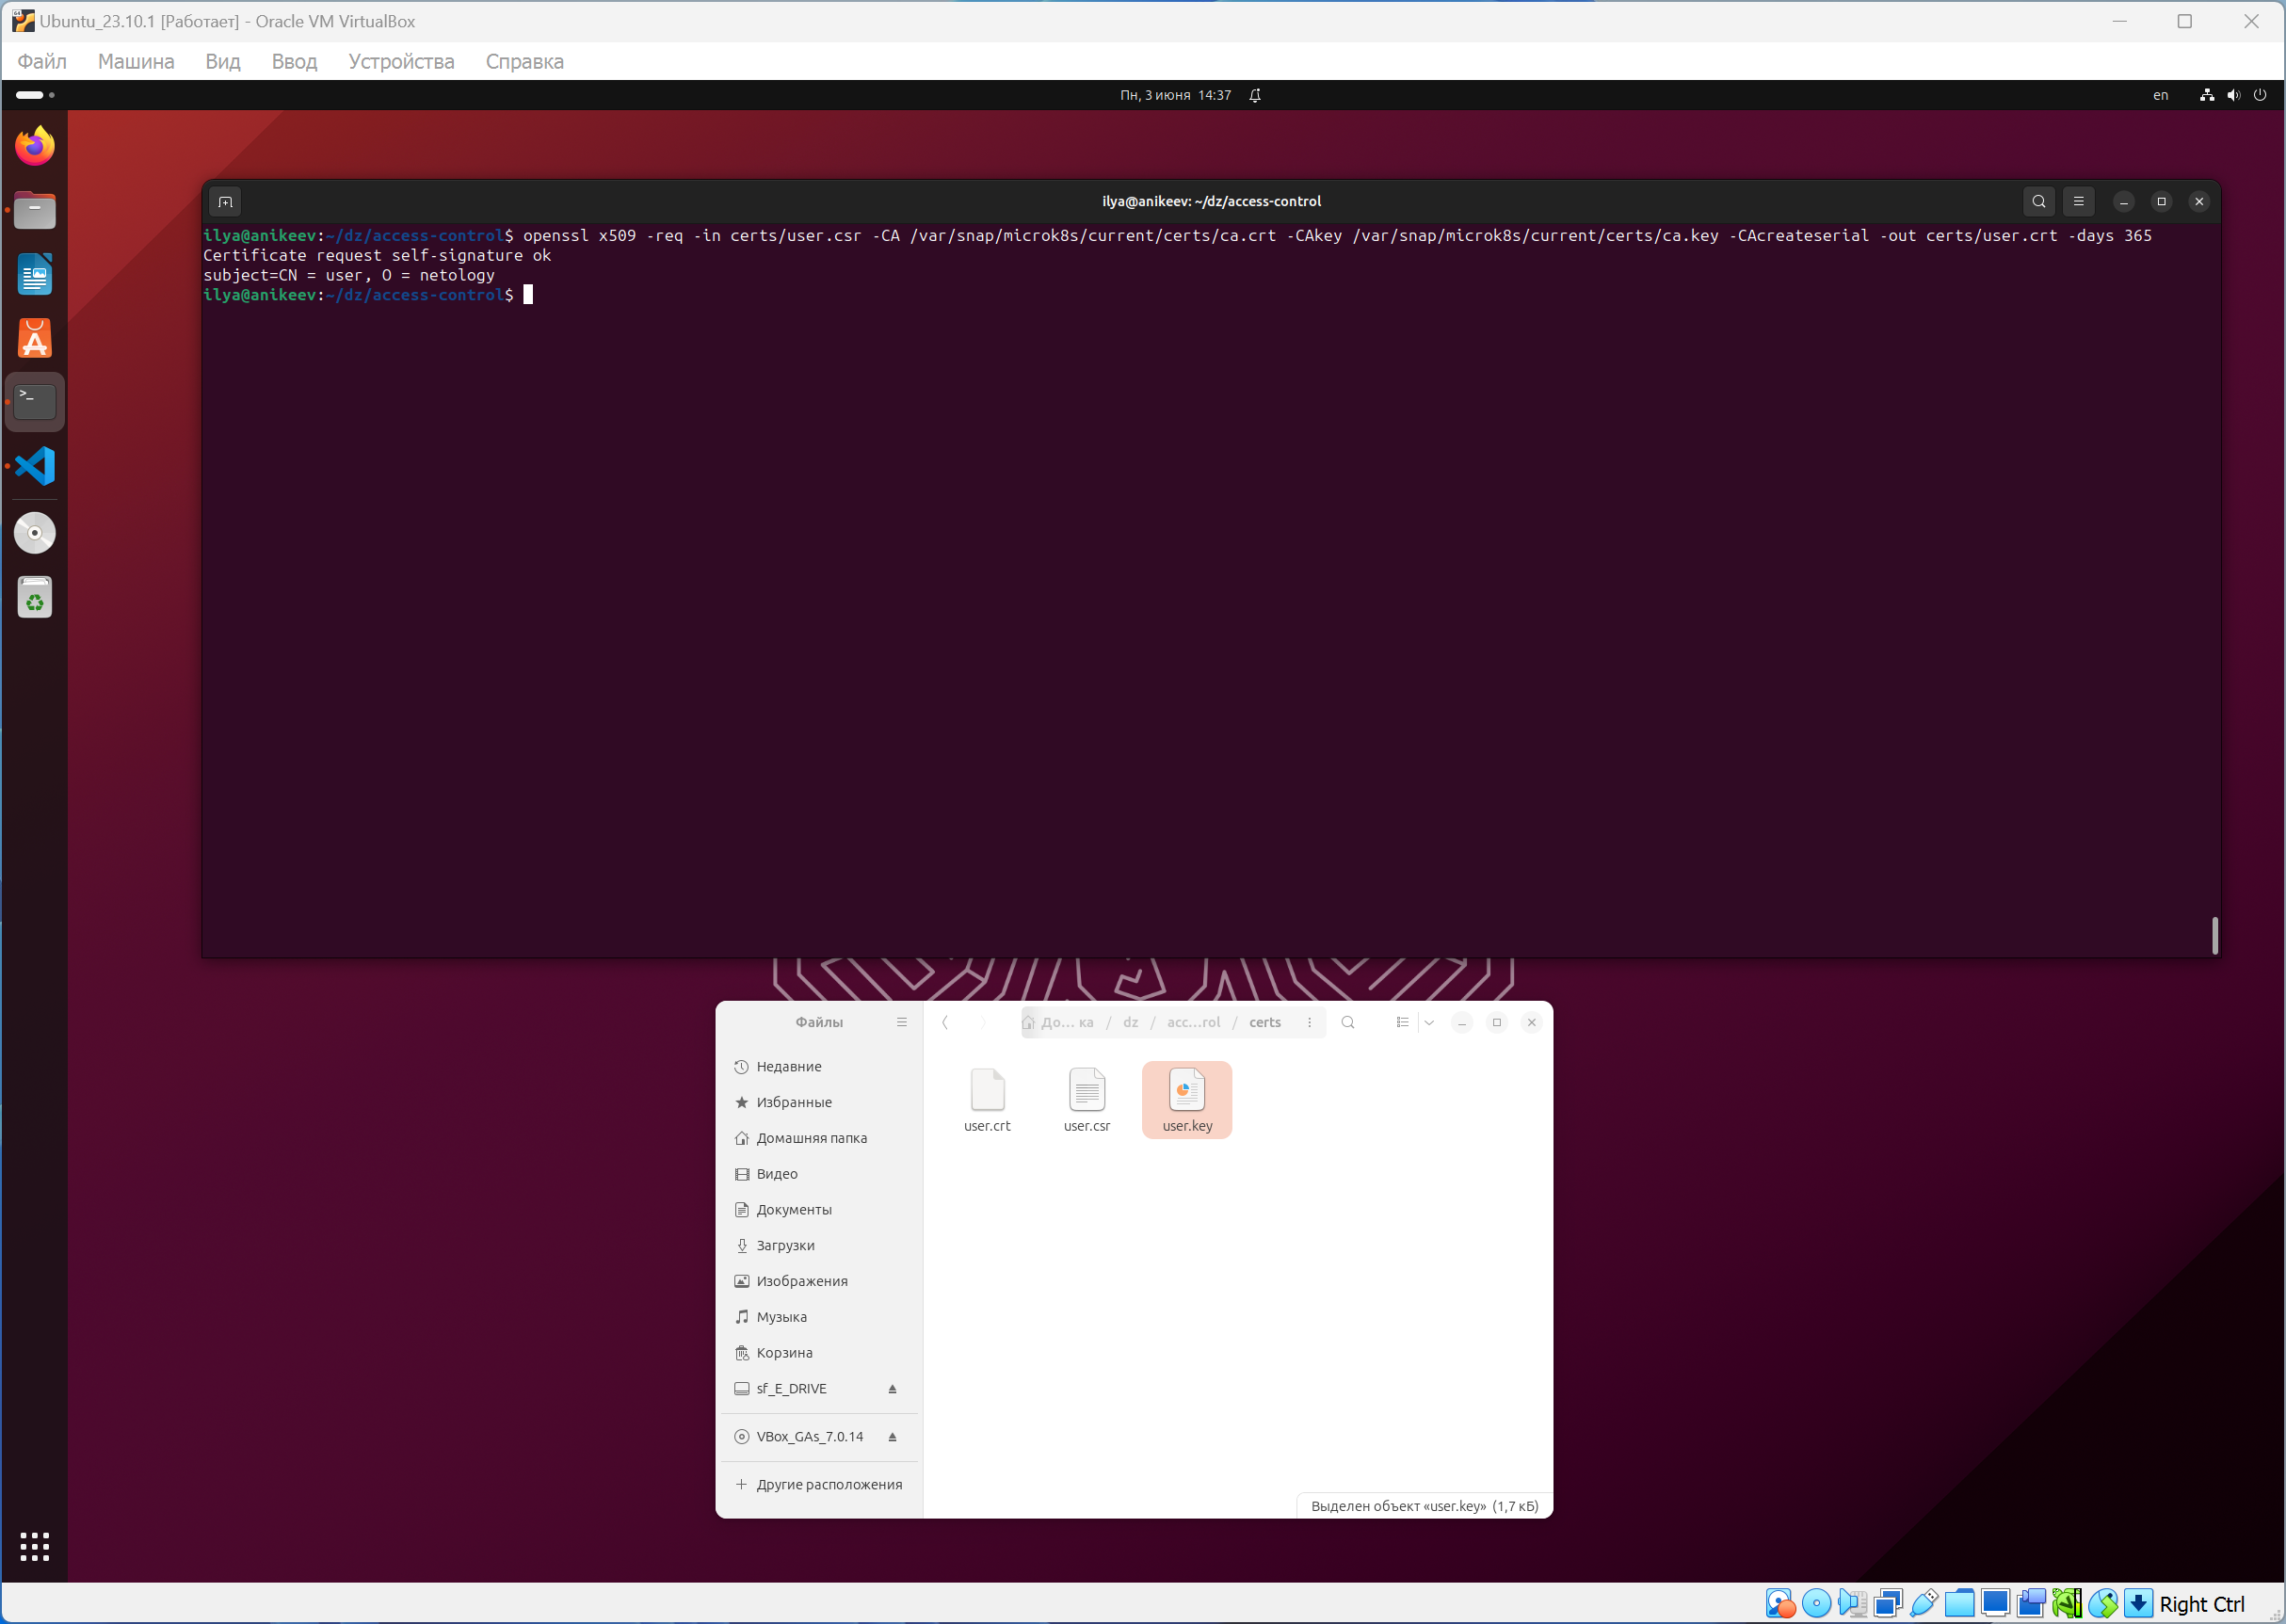 Ubuntu_23.10.1 [Работает] - Oracle VM VirtualBox
Файл Машина Вид Ввод Устройства Справка
Пн, 3 июня 14:37
en
ilya@anikeev: ~/dz/access-control
ilya@anikeev:~/dz/access-control$ openssl x509 -req -in certs/user.csr -CA /var/snap/microk8s/current/certs/ca.crt -CAkey /var/snap/microk8s/current/certs/ca.key -CAcreateserial -out certs/user.crt -days 365
Certificate request self-signature ok
subject=CN = user, O = netology
ilya@anikeev:~/dz/access-control$
Файлы
До… ка / dz / acc…rol / certs
Недавние
Избранные
Домашняя папка
Видео
Документы
Загрузки
Изображения
Музыка
Корзина
sf_E_DRIVE
VBox_GAs_7.0.14
Другие расположения
user.crt
user.csr
user.key
Выделен объект «user.key» (1,7 кБ)
Right Ctrl